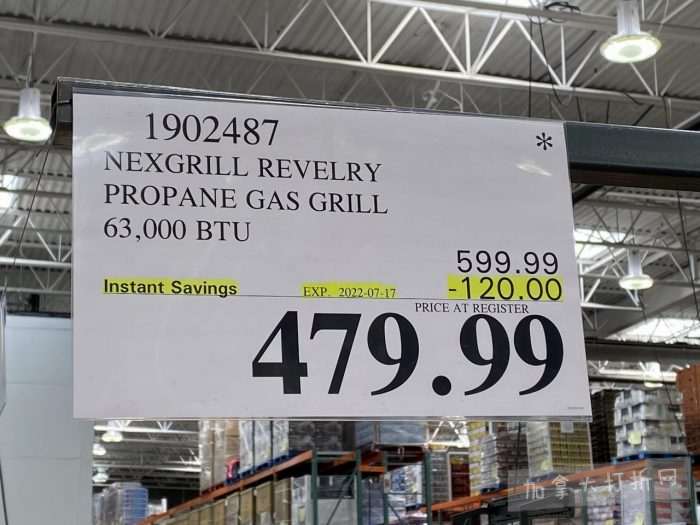 1902487
*
NEXGRILL REVELRY
PROPANE GAS GRILL
63,000 BTU
599.99
Instant Savings EXP. 2022-07-17 -120.00
PRICE AT REGISTER
479.99
加拿大打折网